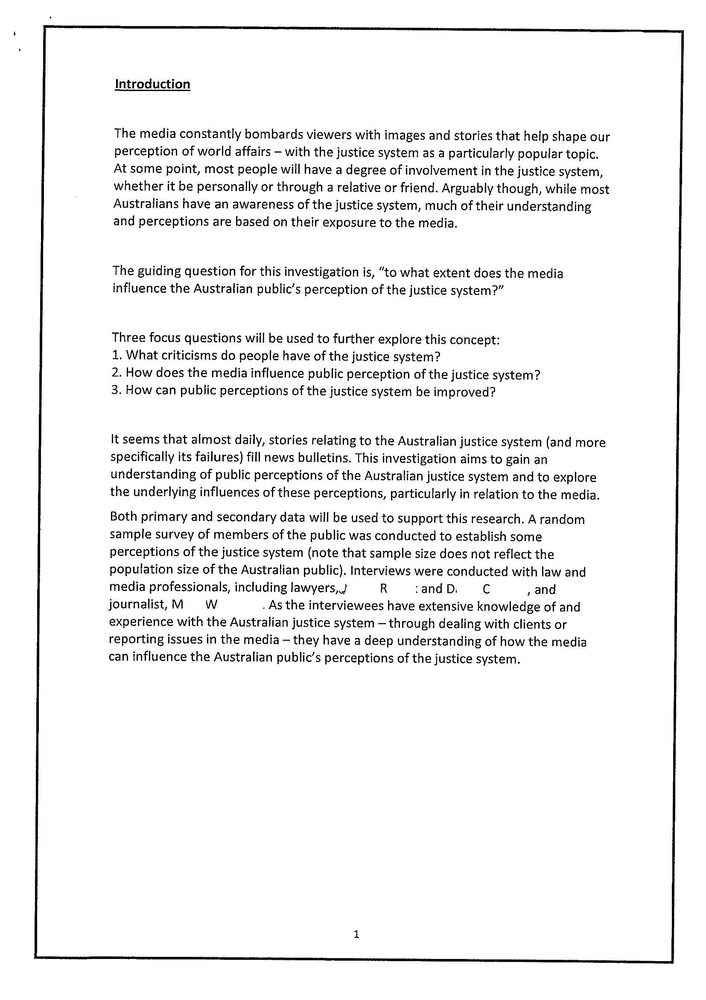 Introduction
The media constantly bombards viewers with images and stories that help shape our
perception of world affairs – with the justice system as a particularly popular topic.
At some point, most people will have a degree of involvement in the justice system,
whether it be personally or through a relative or friend. Arguably though, while most
Australians have an awareness of the justice system, much of their understanding
and perceptions are based on their exposure to the media.
The guiding question for this investigation is, “to what extent does the media
influence the Australian public’s perception of the justice system?”
Three focus questions will be used to further explore this concept:
1. What criticisms do people have of the justice system?
2. How does the media influence public perception of the justice system?
3. How can public perceptions of the justice system be improved?
It seems that almost daily, stories relating to the Australian justice system (and more
specifically its failures) fill news bulletins. This investigation aims to gain an
understanding of public perceptions of the Australian justice system and to explore
the underlying influences of these perceptions, particularly in relation to the media.
Both primary and secondary data will be used to support this research. A random
sample survey of members of the public was conducted to establish some
perceptions of the justice system (note that sample size does not reflect the
population size of the Australian public). Interviews were conducted with law and
media professionals, including lawyers, J R and D C , and
journalist, M W . As the interviewees have extensive knowledge of and
experience with the Australian justice system – through dealing with clients or
reporting issues in the media – they have a deep understanding of how the media
can influence the Australian public’s perceptions of the justice system.
1